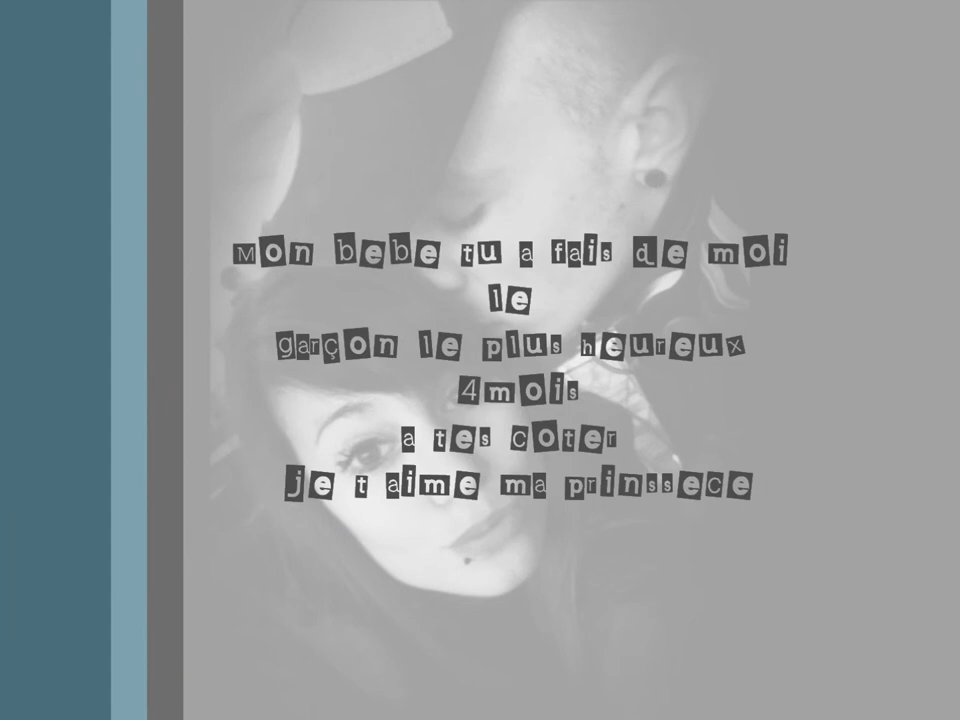 Mon bebe tu a fais de moi
le
garçon le plus heureux
4mois
a tes coter
je t aime ma prinssece